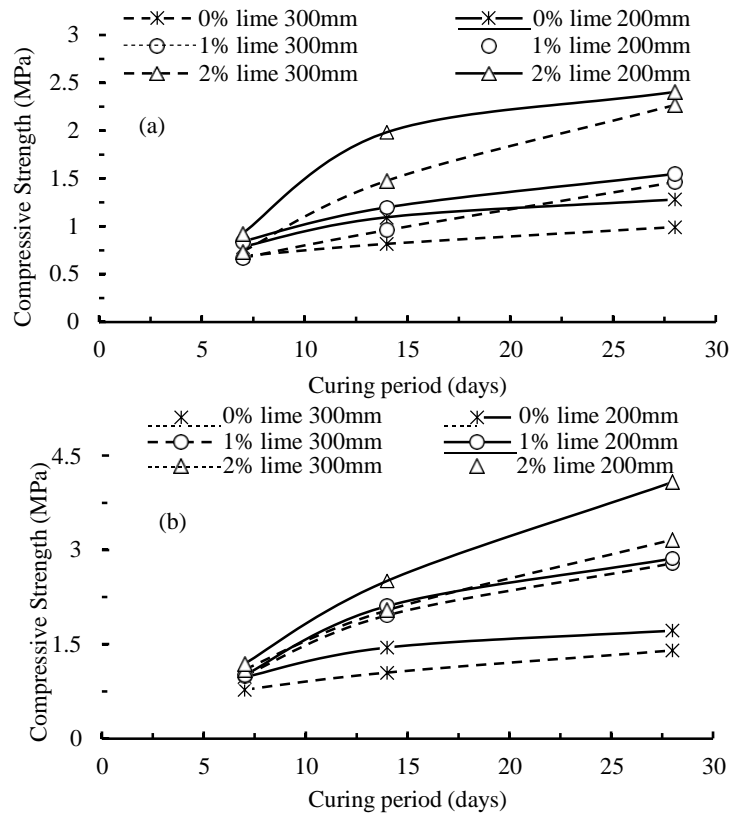 0% lime 300mm 0% lime 200mm
1% lime 300mm 1% lime 200mm
2% lime 300mm 2% lime 200mm
3
2.5
2
1.5
1
0.5
0
(a)
Compressive Strength (MPa)
0 5 10 15 20 25 30
Curing period (days)
0% lime 300mm 0% lime 200mm
1% lime 300mm 1% lime 200mm
2% lime 300mm 2% lime 200mm
4.5
3
1.5
0
(b)
Compressive Strength (MPa)
0 5 10 15 20 25 30
Curing period (days)